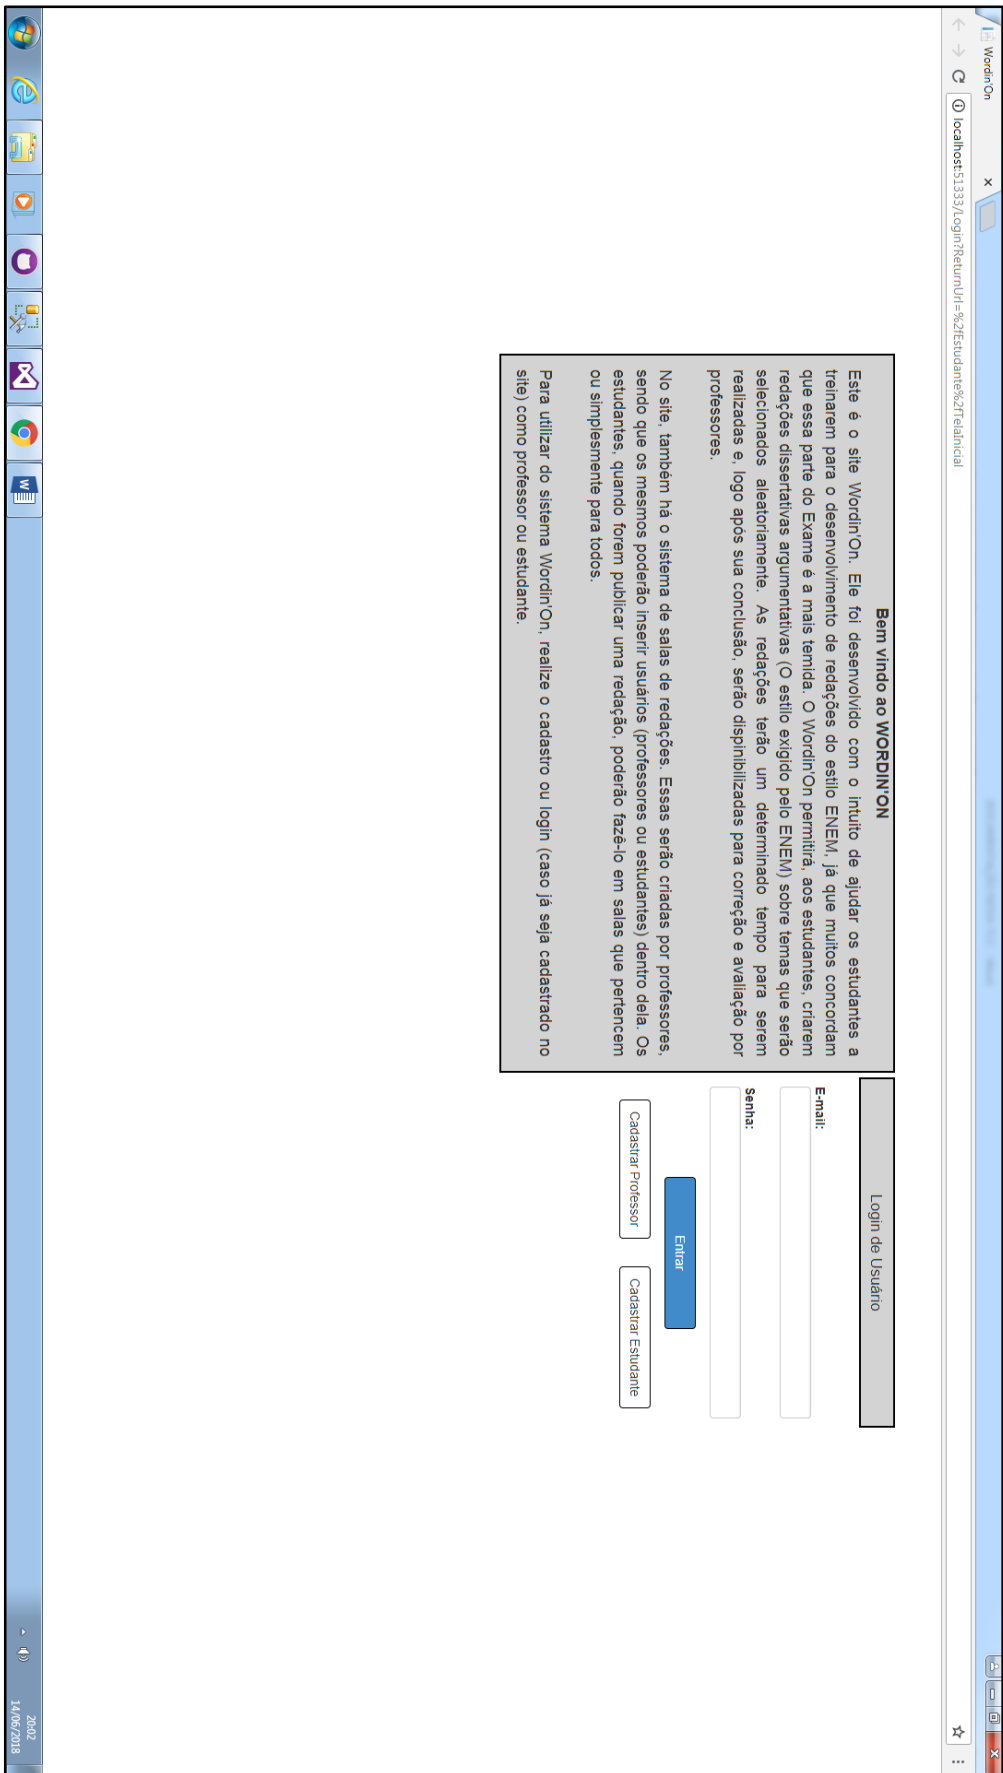 Wordin'On
localhost:51333/Login?ReturnUrl=%2fEstudante%2fTelaInicial
Bem vindo ao WORDIN'ON
Este é o site Wordin'On. Ele foi desenvolvido com o intuito de ajudar os estudantes a
treinarem para o desenvolvimento de redações do estilo ENEM, já que muitos concordam
que essa parte do Exame é a mais temida. O Wordin'On permitirá, aos estudantes, criarem
redações dissertativas argumentativas (O estilo exigido pelo ENEM) sobre temas que serão
selecionados aleatoriamente. As redações terão um determinado tempo para serem
realizadas e, logo após sua conclusão, serão dispinibilizadas para correção e avaliação por
professores.
No site, também há o sistema de salas de redações. Essas serão criadas por professores,
sendo que os mesmos poderão inserir usuários (professores ou estudantes) dentro dela. Os
estudantes, quando forem publicar uma redação, poderão fazê-lo em salas que pertencem
ou simplesmente para todos.
Para utilizar do sistema Wordin'On, realize o cadastro ou login (caso já seja cadastrado no
site) como professor ou estudante.
Login de Usuário
E-mail:
Senha:
Entrar
Cadastrar Professor
Cadastrar Estudante
20:02
14/06/2018